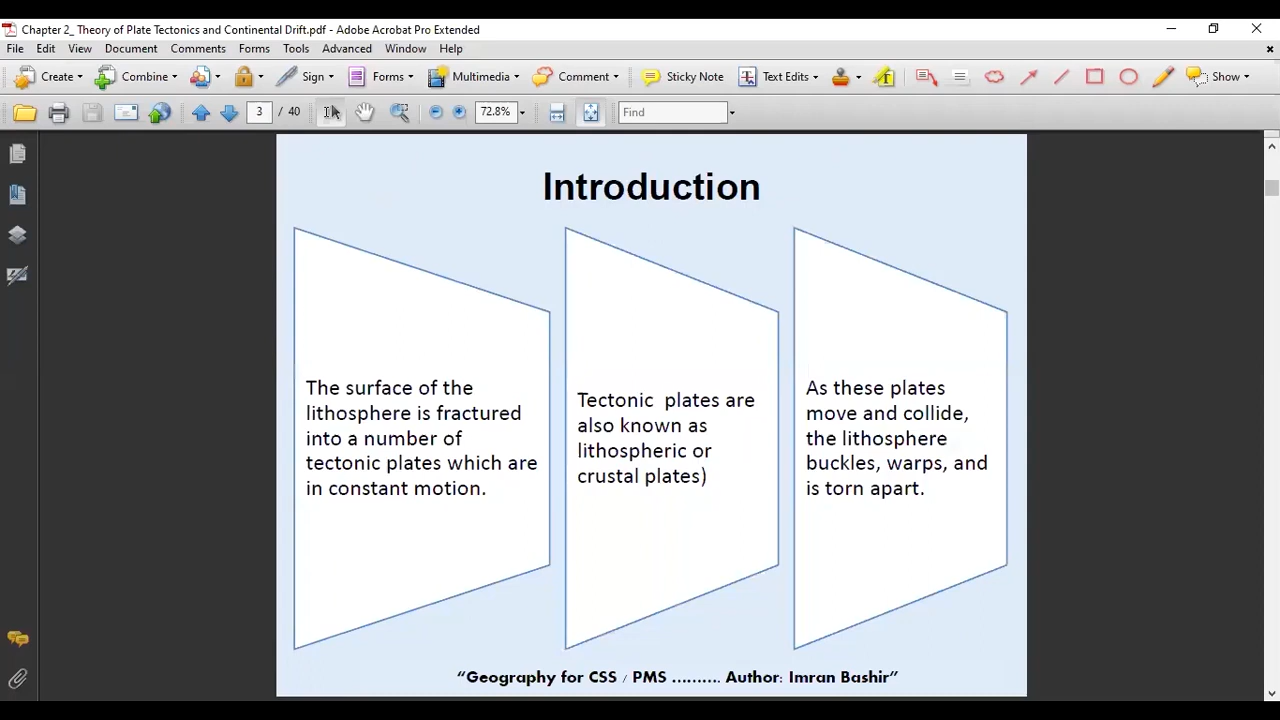 Chapter 2_ Theory of Plate Tectonics and Continental Drift.pdf - Adobe Acrobat Pro Extended
File Edit View Document Comments Forms Tools Advanced Window Help
Create Combine Sign Forms Multimedia Comment Sticky Note Text Edits Show
3 / 40 72.8% Find
Introduction
The surface of the
lithosphere is fractured
into a number of
tectonic plates which are
in constant motion.
Tectonic plates are
also known as
lithospheric or
crustal plates)
As these plates
move and collide,
the lithosphere
buckles, warps, and
is torn apart.
“Geography for CSS / PMS ......... Author: Imran Bashir”